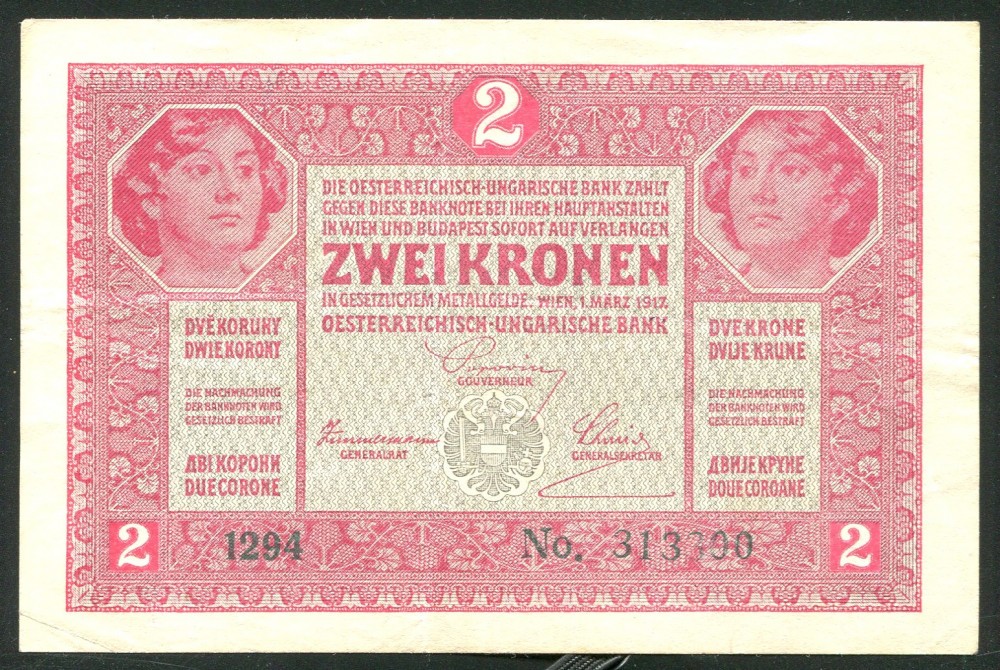 2
DIE OESTERREICHISCH-UNGARISCHE BANK ZAHLT
GEGEN DIESE BANKNOTE BEI IHREN HAUPTANSTALTEN
IN WIEN UND BUDAPEST SOFORT AUF VERLANGEN
ZWEI KRONEN
IN GESETZLICHEM METALLGELDE. WIEN, 1. MÄRZ 1917.
OESTERREICHISCH-UNGARISCHE BANK
Popovics
GOUVERNEUR
Zimmermann
GENERALRAT
GENERALSEKRETÄR
DVĚ KORUNY
DWIE KORONY
DIE NACHMACHUNG
DER BANKNOTEN WIRD
GESETZLICH BESTRAFT
ДВІ КОРОНИ
DUE CORONE
DVE KRONE
DVIJE KRUNE
DIE NACHMACHUNG
DER BANKNOTEN WIRD
GESETZLICH BESTRAFT
ДВИЈЕ КРУНЕ
DOUE COROANE
2
1294
No.
2